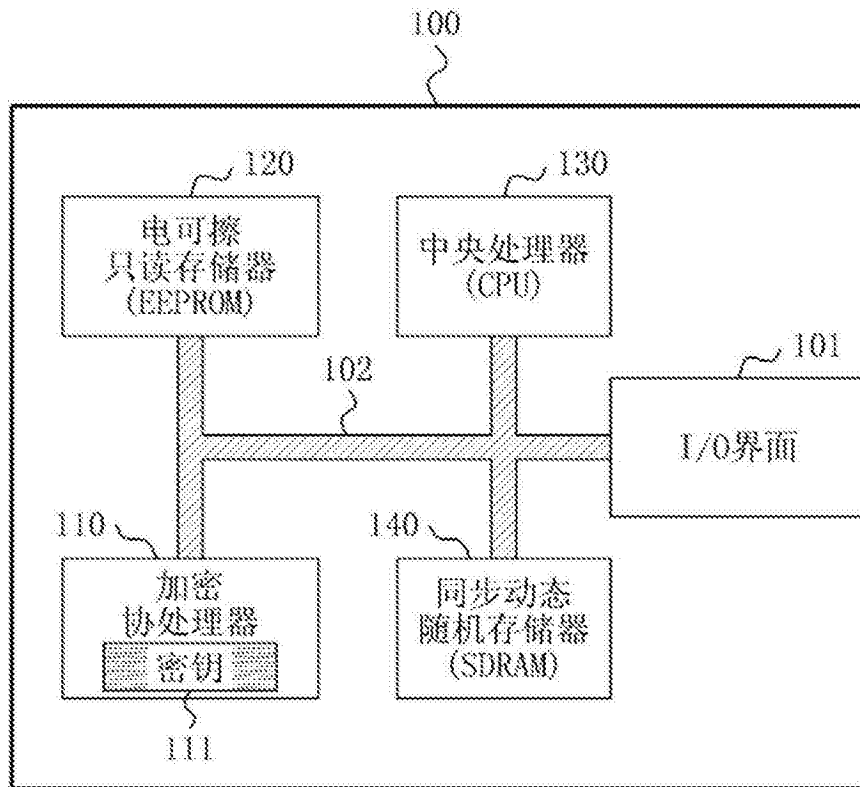 100
120
130
电可擦
只读存储器
(EEPROM)
中央处理器
(CPU)
102
101
I/O界面
110
140
加密
协处理器
密钥
同步动态
随机存储器
(SDRAM)
111